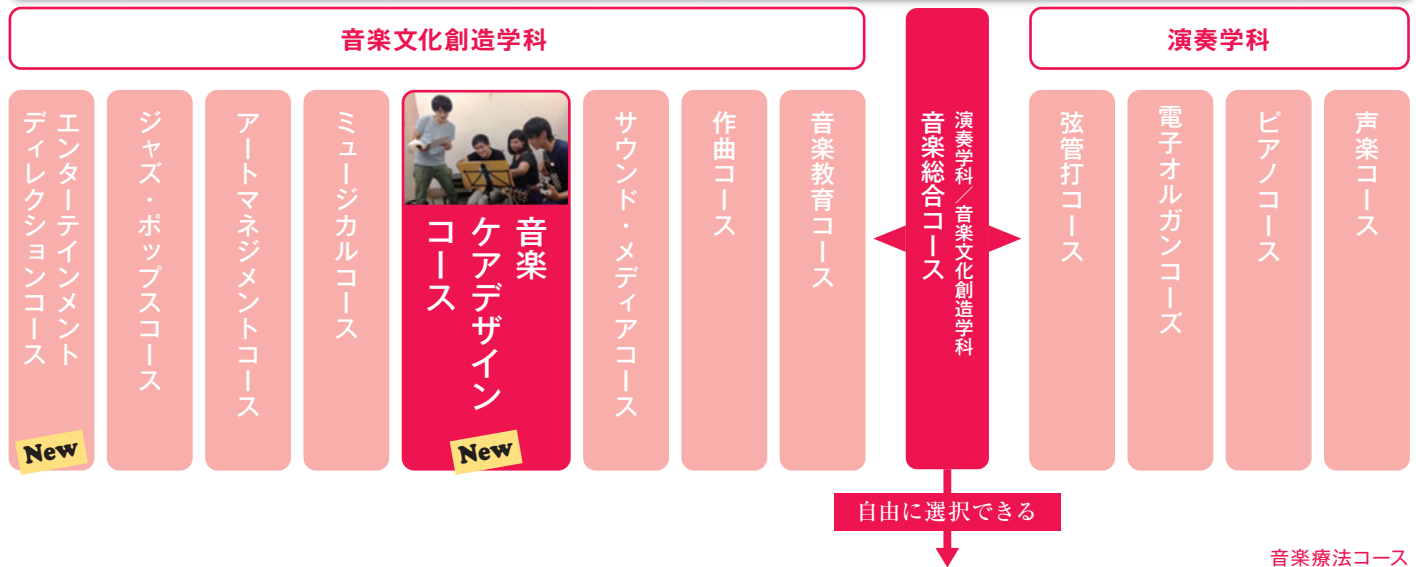 音楽文化創造学科
演奏学科
声楽コース
ピアノコース
電子オルガンコーズ
弦管打コース
演奏学科／音楽文化創造学科
音楽総合コース
音楽教育コース
作曲コース
サウンド・メディアコース
音楽
ケアデザイン
コース
New
ミュージカルコース
アートマネジメントコース
ジャズ・ポップスコース
エンターテインメント
ディレクションコース
New
自由に選択できる
音楽療法コース